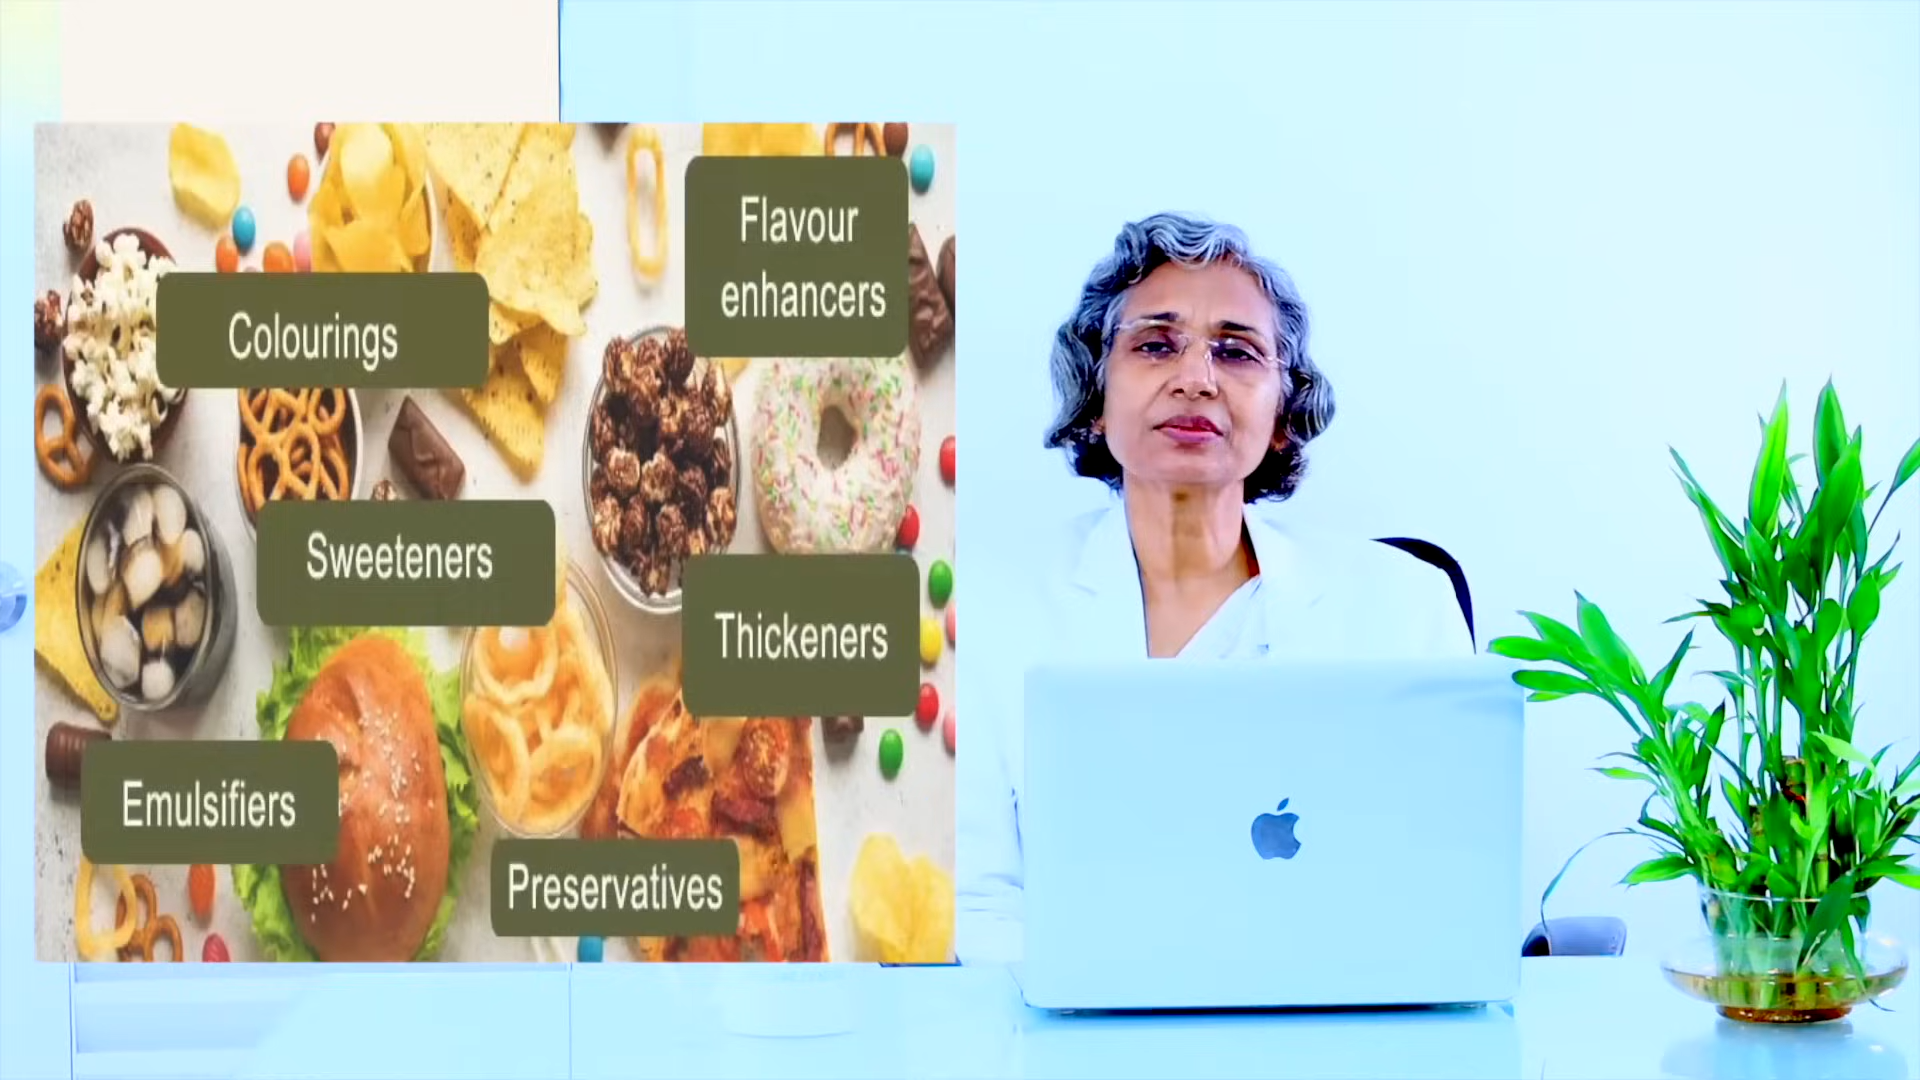 Flavour
enhancers
Colourings
Sweeteners
Thickeners
Emulsifiers
Preservatives